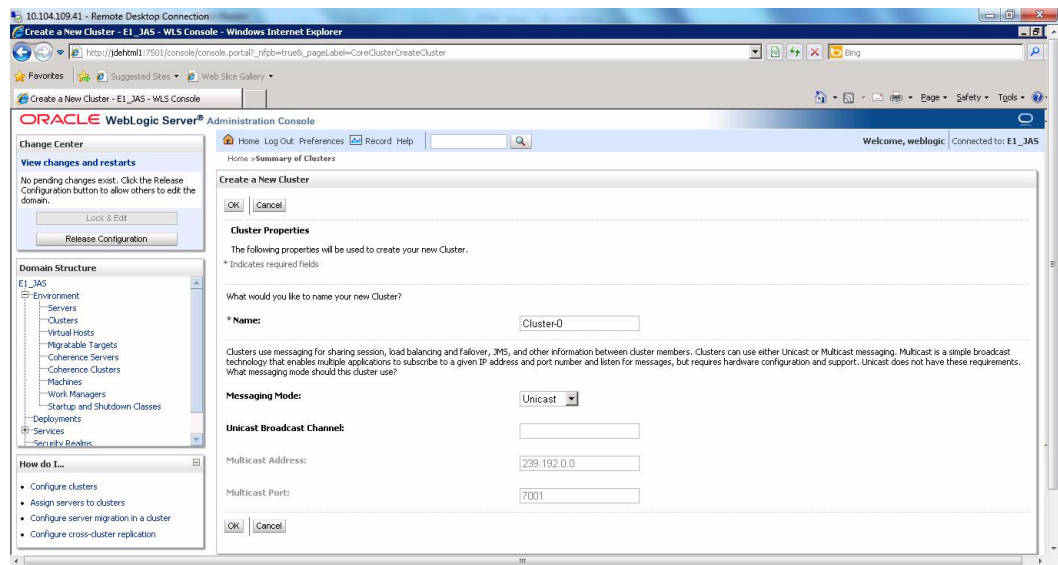 10.104.109.41 - Remote Desktop Connection
Create a New Cluster - E1_JAS - WLS Console - Windows Internet Explorer
http://jdehtml1:7501/console/console.portal?_nfpb=true&_pageLabel=CoreClusterCreateCluster
Bing
Favorites Suggested Sites Web Slice Gallery
Create a New Cluster - E1_JAS - WLS Console
Page Safety Tools
ORACLE WebLogic Server® Administration Console
Change Center
View changes and restarts
No pending changes exist. Click the Release
Configuration button to allow others to edit the
domain.
Lock & Edit
Release Configuration
Domain Structure
E1_JAS
Environment
Servers
Clusters
Virtual Hosts
Migratable Targets
Coherence Servers
Coherence Clusters
Machines
Work Managers
Startup and Shutdown Classes
Deployments
Services
Security Realms
How do I...
Configure clusters
Assign servers to clusters
Configure server migration in a cluster
Configure cross-cluster replication
Home Log Out Preferences Record Help
Welcome, weblogic Connected to: E1_JAS
Home >Summary of Clusters
Create a New Cluster
OK Cancel
Cluster Properties
The following properties will be used to create your new Cluster.
* Indicates required fields
What would you like to name your new Cluster?
* Name: Cluster-0
Clusters use messaging for sharing session, load balancing and failover, JMS, and other information between cluster members. Clusters can use either Unicast or Multicast messaging. Multicast is a simple broadcast
technology that enables multiple applications to subscribe to a given IP address and port number and listen for messages, but requires hardware configuration and support. Unicast does not have these requirements.
What messaging mode should this cluster use?
Messaging Mode: Unicast
Unicast Broadcast Channel:
Multicast Address: 239.192.0.0
Multicast Port: 7001
OK Cancel